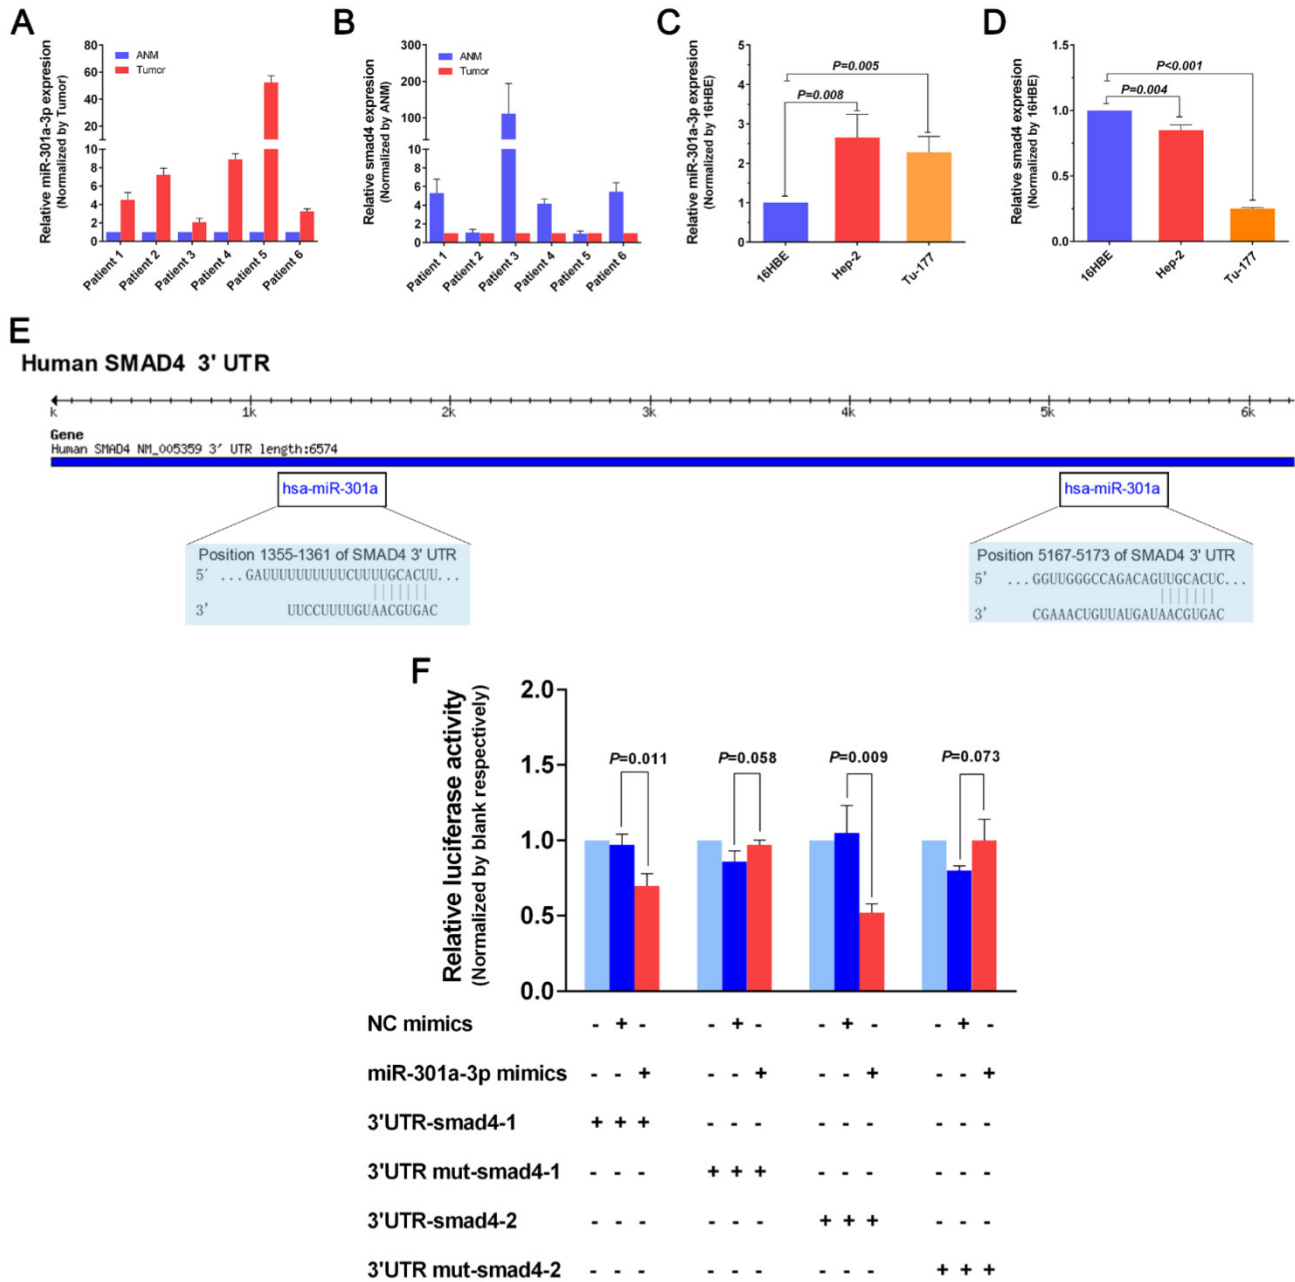 A
Relative miR-301a-3p expresion
(Normalized by Tumor)
80
60
40
20
10
8
6
4
2
0
ANM
Tumor
Patient 1
Patient 2
Patient 3
Patient 4
Patient 5
Patient 6
B
Relative smad4 expresion
(Normalized by ANM)
300
200
100
10
8
6
4
2
0
ANM
Tumor
Patient 1
Patient 2
Patient 3
Patient 4
Patient 5
Patient 6
C
Relative miR-301a-3p expresion
(Normalized by 16HBE)
5
4
3
2
1
0
P=0.005
P=0.008
16HBE
Hep-2
Tu-177
D
Relative smad4 expresion
(Normalized by 16HBE)
1.5
1.0
0.5
0.0
P<0.001
P=0.004
16HBE
Hep-2
Tu-177
E
Human SMAD4 3' UTR
k 1k 2k 3k 4k 5k 6k
Gene
Human SMAD4 NM_005359 3' UTR length:6574
hsa-miR-301a
hsa-miR-301a
Position 1355-1361 of SMAD4 3' UTR
5' ...GAUUUUUUUUUUCUUUUGCACUU...
3' UUCCUUUUGUAACGUGAC
Position 5167-5173 of SMAD4 3' UTR
5' ...GGUUGGGCCAGACAGUUGCACUC...
3' CGAAACUGUUAUGAUAACGUGAC
F
Relative luciferase activity
(Normalized by blank respectively)
2.0
1.5
1.0
0.5
0.0
P=0.011
P=0.058
P=0.009
P=0.073
NC mimics - + - - + - - + - - + -
miR-301a-3p mimics - - + - - + - - + - - +
3'UTR-smad4-1 + + + - - - - - - - - -
3'UTR mut-smad4-1 - - - + + + - - - - - -
3'UTR-smad4-2 - - - - - - + + + - - -
3'UTR mut-smad4-2 - - - - - - - - - + + +